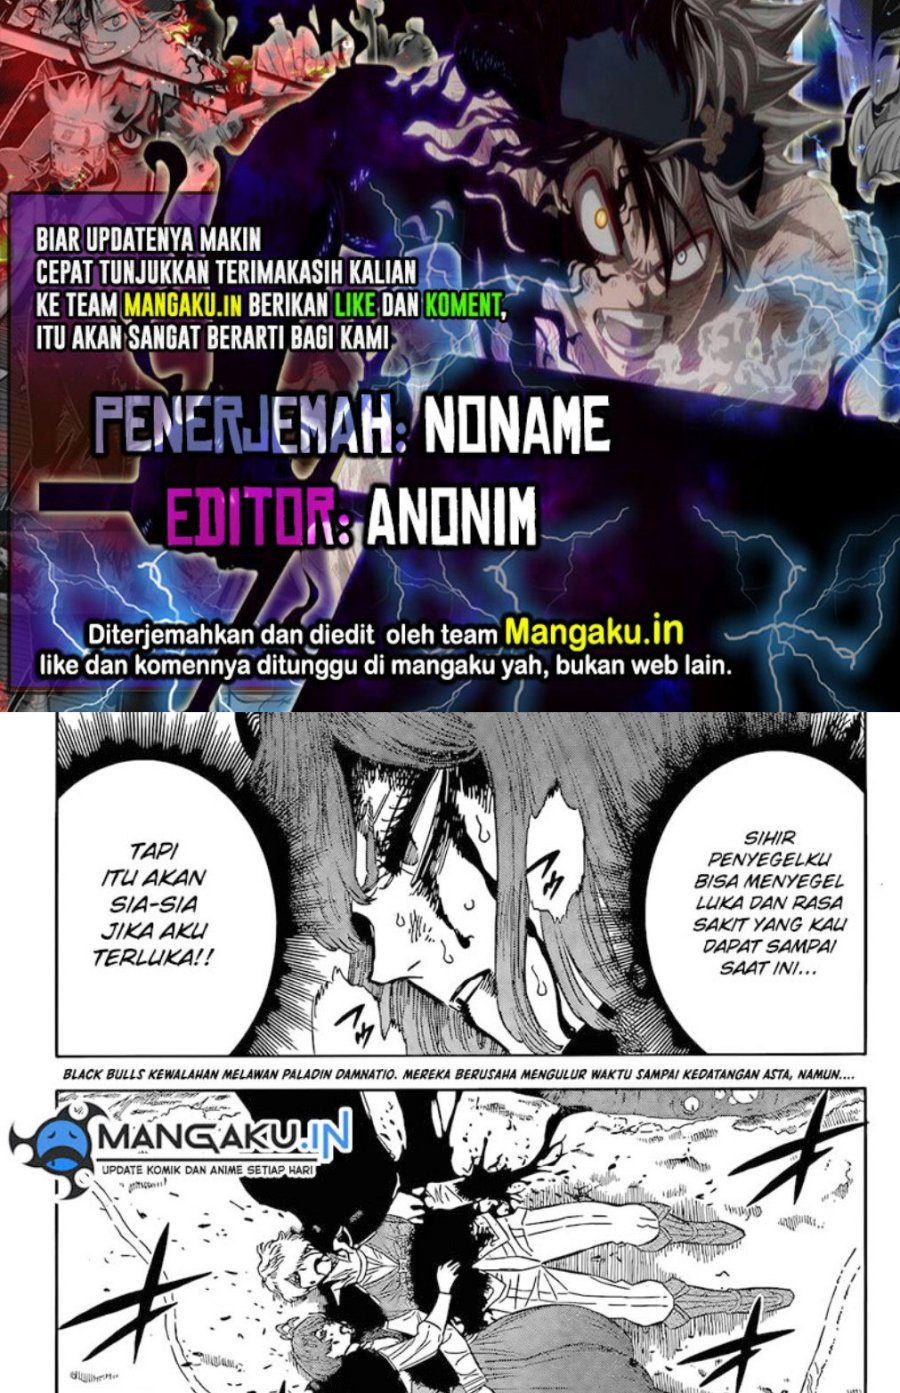 BIAR UPDATENYA MAKIN
CEPAT TUNJUKKAN TERIMAKASIH KALIAN
KE TEAM MANGAKU.IN BERIKAN LIKE DAN KOMENT,
ITU AKAN SANGAT BERARTI BAGI KAMI
PENERJEMAH: NONAME
EDITOR: ANONIM
Diterjemahkan dan diedit oleh team Mangaku.in
like dan komennya ditunggu di mangaku yah, bukan web lain.
SIHIR
PENYEGELKU
BISA MENYEGEL
LUKA DAN RASA
SAKIT YANG KAU
DAPAT SAMPAI
SAAT INI...
TAPI
ITU AKAN
SIA-SIA
JIKA AKU
TERLUKA!!
BLACK BULLS KEWALAHAN MELAWAN PALADIN DAMNATIO. MEREKA BERUSAHA MENGULUR WAKTU SAMPAI KEDATANGAN ASTA, NAMUN....
MANGAKU.IN
UPDATE KOMIK DAN ANIME SETIAP HARI